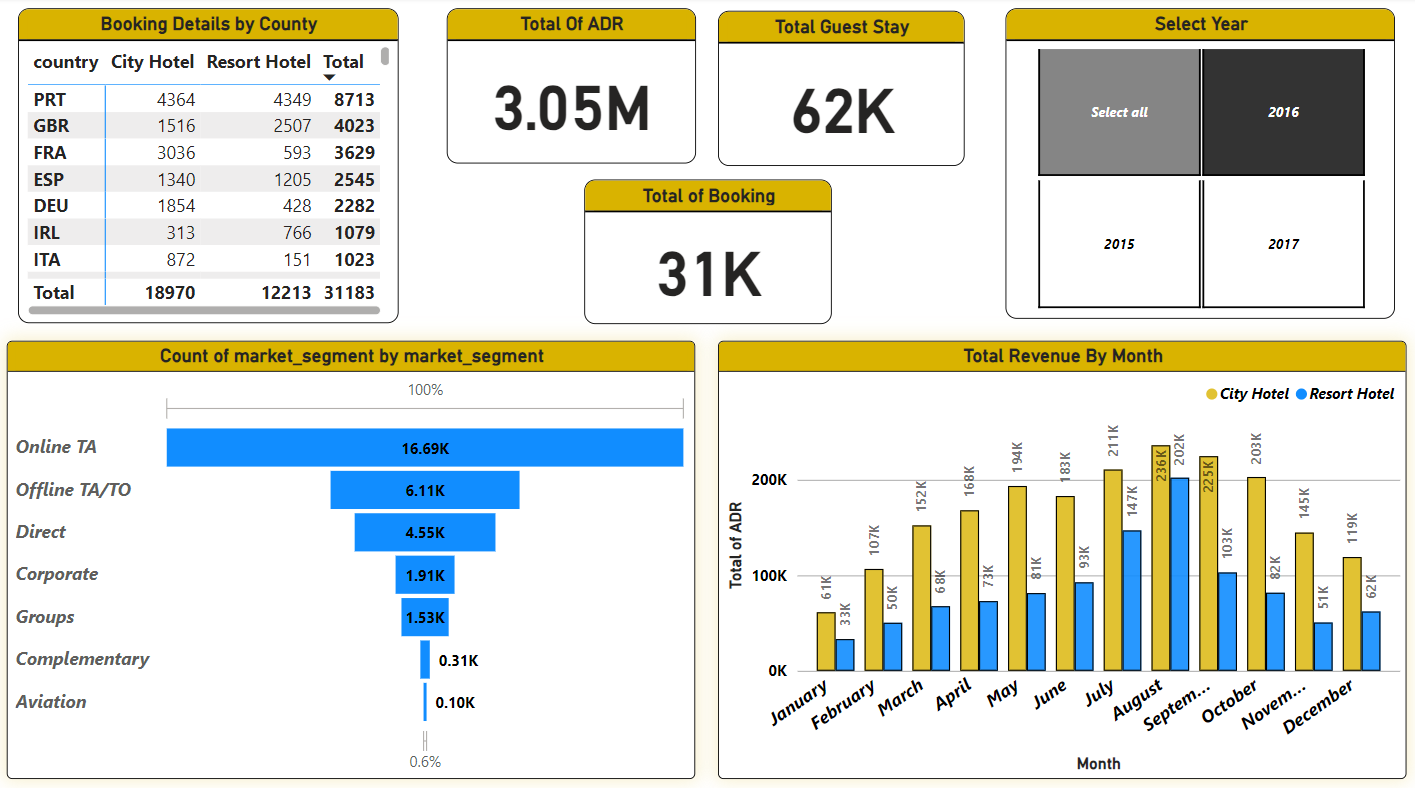 Booking Details by County
country City Hotel Resort Hotel Total
PRT 4364 4349 8713
GBR 1516 2507 4023
FRA 3036 593 3629
ESP 1340 1205 2545
DEU 1854 428 2282
IRL 313 766 1079
ITA 872 151 1023
Total 18970 12213 31183
Total Of ADR
3.05M
Total Guest Stay
62K
Total of Booking
31K
Select Year
Select all 2016
2015 2017
Count of market_segment by market_segment
100%
Online TA 16.69K
Offline TA/TO 6.11K
Direct 4.55K
Corporate 1.91K
Groups 1.53K
Complementary 0.31K
Aviation 0.10K
0.6%
Total Revenue By Month
City Hotel Resort Hotel
Total of ADR
200K
100K
0K
61K 33K
107K 50K
152K 68K
168K 73K
194K 81K
183K 93K
211K 147K
236K 202K
225K 103K
203K 82K
145K 51K
119K 62K
January February March April May June July August Septem... October Novem... December
Month